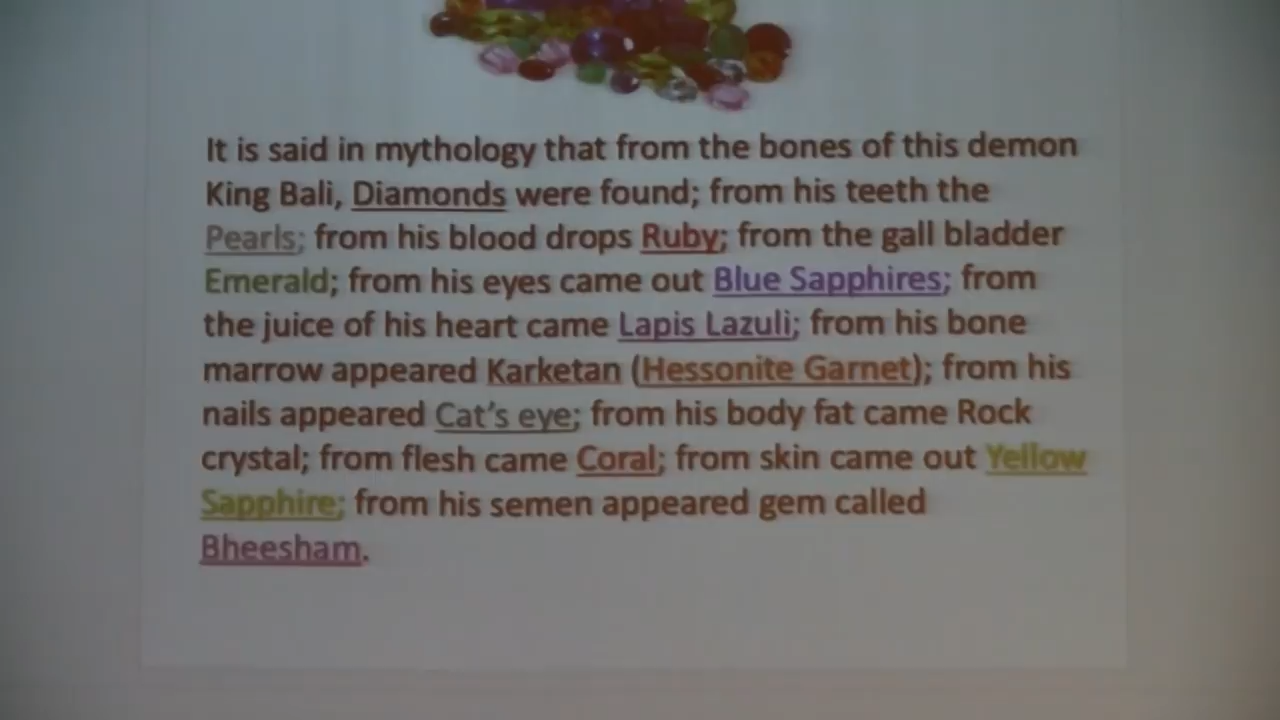 It is said in mythology that from the bones of this demon
King Bali, Diamonds were found; from his teeth the
Pearls; from his blood drops Ruby; from the gall bladder
Emerald; from his eyes came out Blue Sapphires; from
the juice of his heart came Lapis Lazuli; from his bone
marrow appeared Karketan (Hessonite Garnet); from his
nails appeared Cat's eye; from his body fat came Rock
crystal; from flesh came Coral; from skin came out Yellow
Sapphire; from his semen appeared gem called
Bheesham.